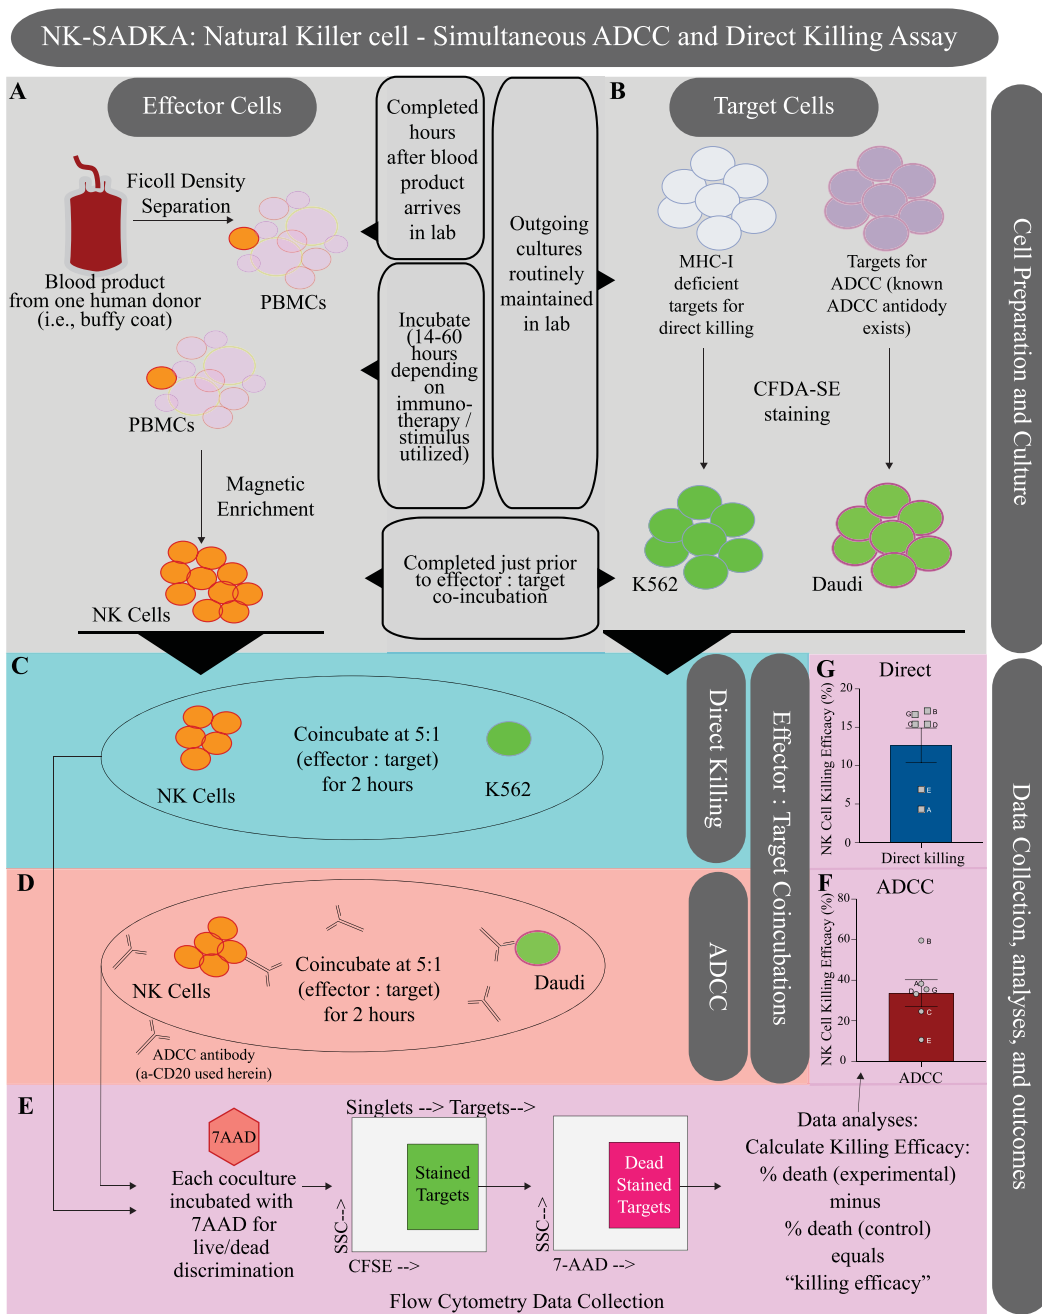 NK-SADKA: Natural Killer cell - Simultaneous ADCC and Direct Killing Assay
A
Effector Cells
Ficoll Density
Separation
Blood product
from one human donor
(i.e., buffy coat)
PBMCs
PBMCs
Magnetic
Enrichment
NK Cells
Completed
hours
after blood
product
arrives
in lab
Incubate
(14-60
hours
depending
on
immuno-
therapy /
stimulus
utilized)
Outgoing
cultures
routinely
maintained
in lab
Completed just prior
to effector : target
co-incubation
B
Target Cells
MHC-I
deficient
targets for
direct killing
Targets for
ADCC (known
ADCC antidody
exists)
CFDA-SE
staining
K562
Daudi
Cell Preparation and Culture
C
NK Cells
Coincubate at 5:1
(effector : target)
for 2 hours
K562
Direct Killing
Effector : Target Coincubations
D
NK Cells
Coincubate at 5:1
(effector : target)
for 2 hours
Daudi
ADCC antibody
(a-CD20 used herein)
ADCC
G
Direct
NK Cell Killing Efficacy (%)
20
15
10
5
0
G
B
D
E
A
Direct killing
F
ADCC
NK Cell Killing Efficacy (%)
80
60
40
20
0
B
A
D
G
C
E
ADCC
Data Collection, analyses, and outcomes
E
7AAD
Each coculture
incubated with
7AAD for
live/dead
discrimination
Singlets --> Targets-->
Stained
Targets
SSC-->
CFSE -->
Dead
Stained
Targets
SSC-->
7-AAD -->
Flow Cytometry Data Collection
Data analyses:
Calculate Killing Efficacy:
% death (experimental)
minus
% death (control)
equals
“killing efficacy”